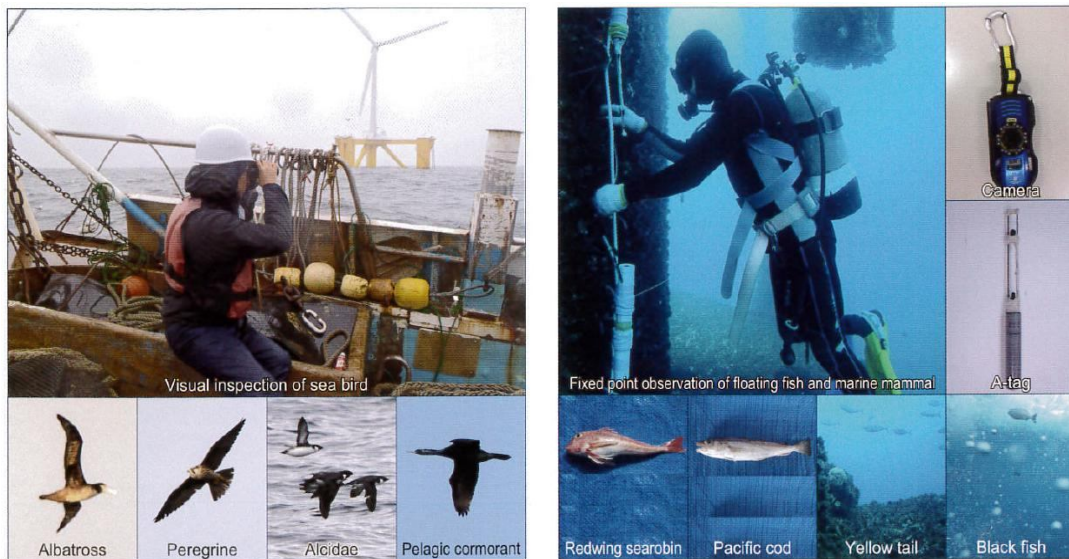 Visual inspection of sea bird
Albatross
Peregrine
Alcidae
Pelagic cormorant
Fixed point observation of floating fish and marine mammal
Camera
A-tag
Redwing searobin
Pacific cod
Yellow tail
Black fish